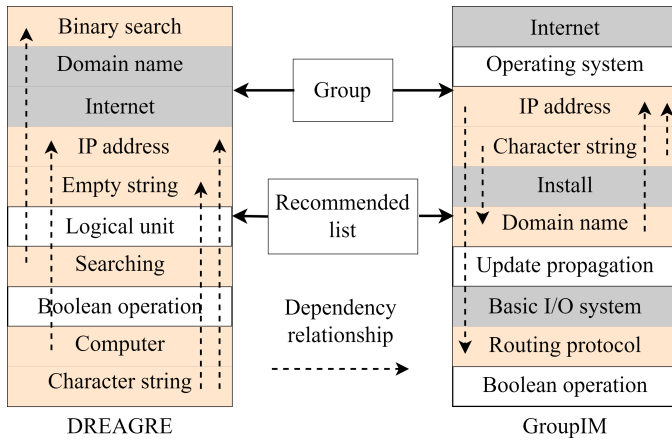 Binary search
Domain name
Internet
IP address
Empty string
Logical unit
Searching
Boolean operation
Computer
Character string
DREAGRE
Group
Recommended
list
Dependency
relationship
Internet
Operating system
IP address
Character string
Install
Domain name
Update propagation
Basic I/O system
Routing protocol
Boolean operation
GroupIM